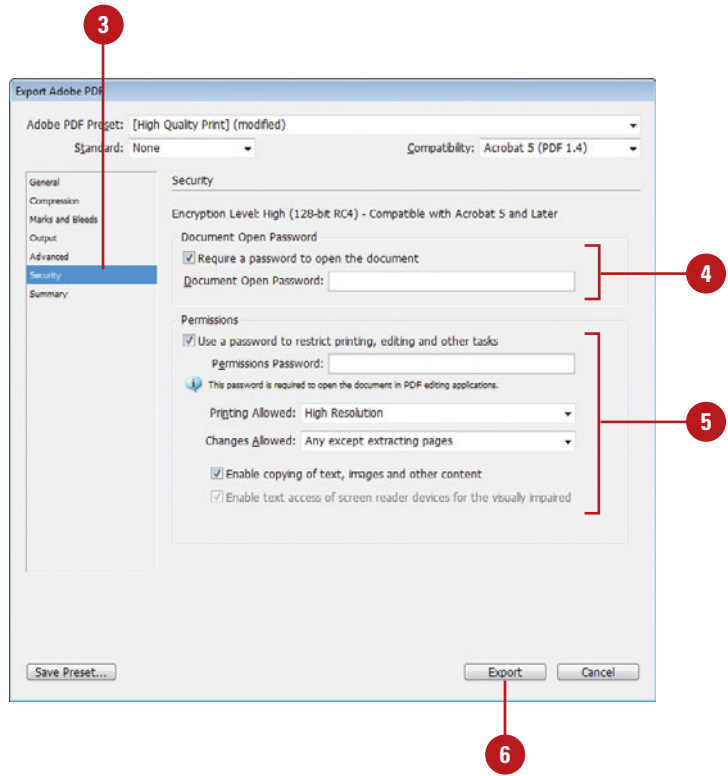 3
Export Adobe PDF
Adobe PDF Preset: [High Quality Print] (modified)
Standard: None Compatibility: Acrobat 5 (PDF 1.4)
General
Compression
Marks and Bleeds
Output
Advanced
Security
Summary
Security
Encryption Level: High (128-bit RC4) - Compatible with Acrobat 5 and Later
Document Open Password
Require a password to open the document
Document Open Password:
4
Permissions
Use a password to restrict printing, editing and other tasks
Permissions Password:
This password is required to open the document in PDF editing applications.
Printing Allowed: High Resolution
5
Changes Allowed: Any except extracting pages
Enable copying of text, images and other content
Enable text access of screen reader devices for the visually impaired
Save Preset... Export Cancel
6